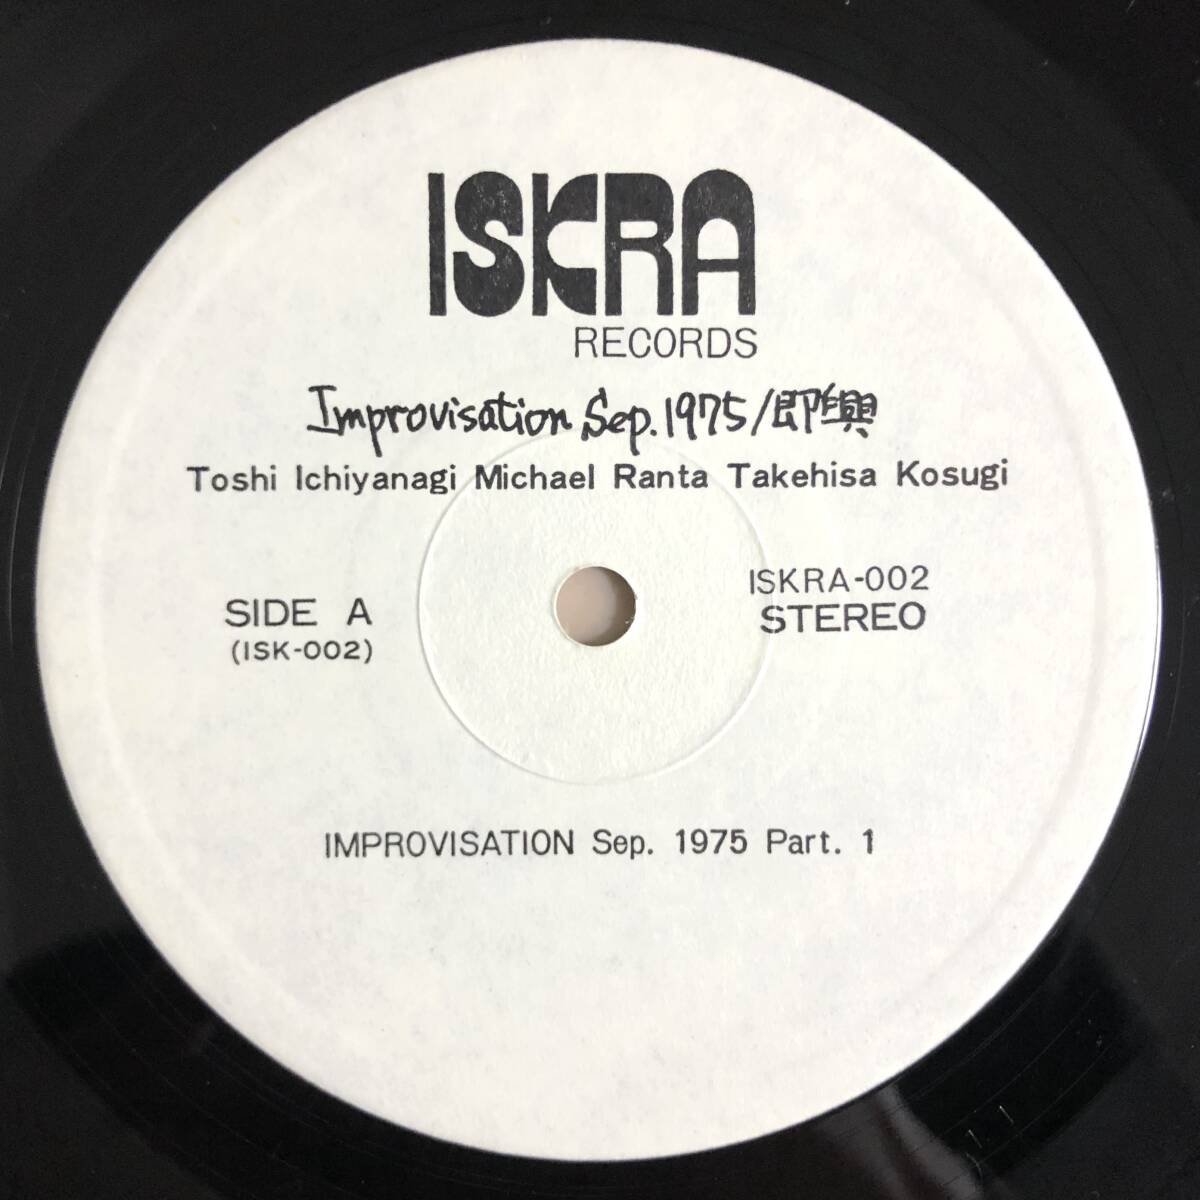 ISKRA
RECORDS
Improvisation Sep.1975/即興
Toshi Ichiyanagi Michael Ranta Takehisa Kosugi
SIDE A
(ISK-002)
ISKRA-002
STEREO
IMPROVISATION Sep. 1975 Part. 1